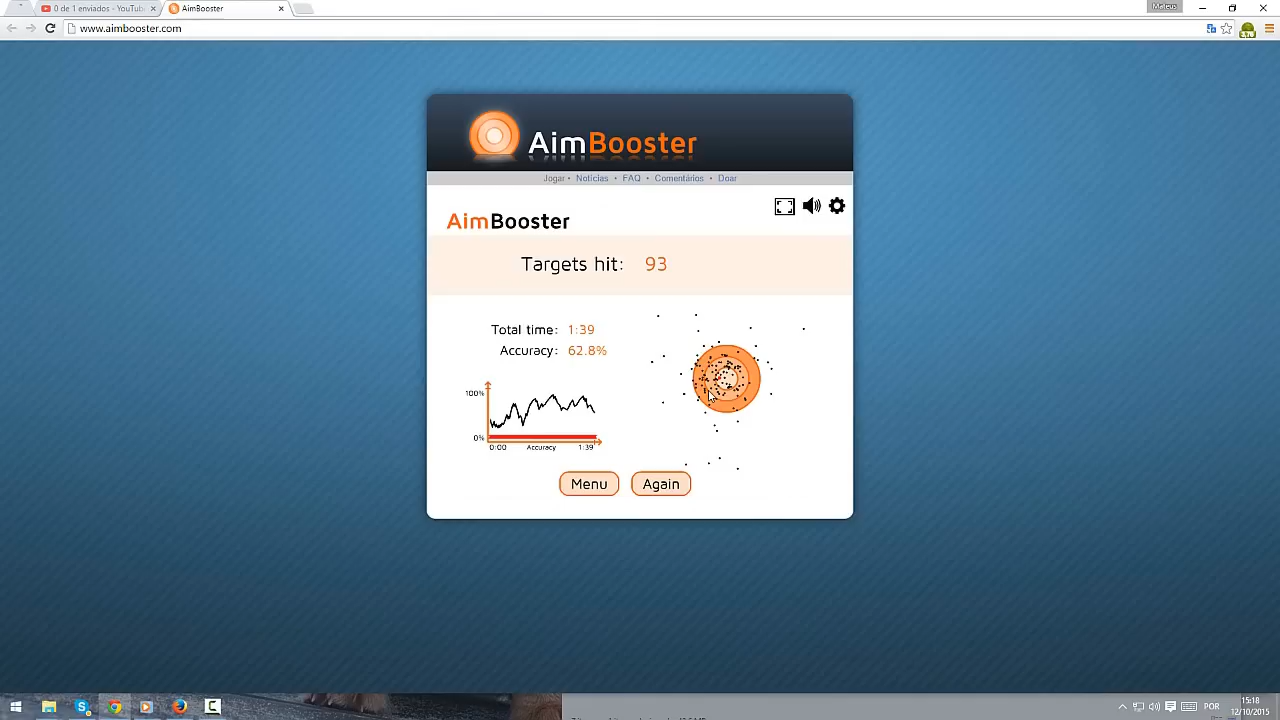 0 de 1 enviados - YouTub
AimBooster
www.aimbooster.com
AimBooster
Jogar • Notícias • FAQ • Comentários • Doar
AimBooster
Targets hit: 93
Total time: 1:39
Accuracy: 62.8%
100%
0%
0:00 Accuracy 1:39
Menu
Again
POR
15:18
12/10/2015